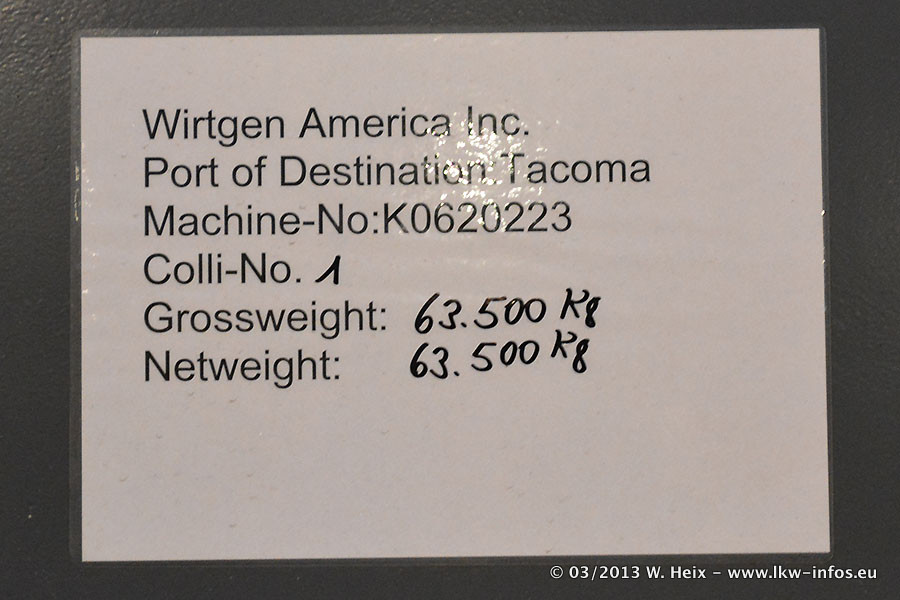 Wirtgen America Inc.
Port of Destination:Tacoma
Machine-No:K0620223
Colli-No. 1
Grossweight: 63.500 Kg
Netweight: 63.500 Kg
© 03/2013 W. Heix - www.lkw-infos.eu